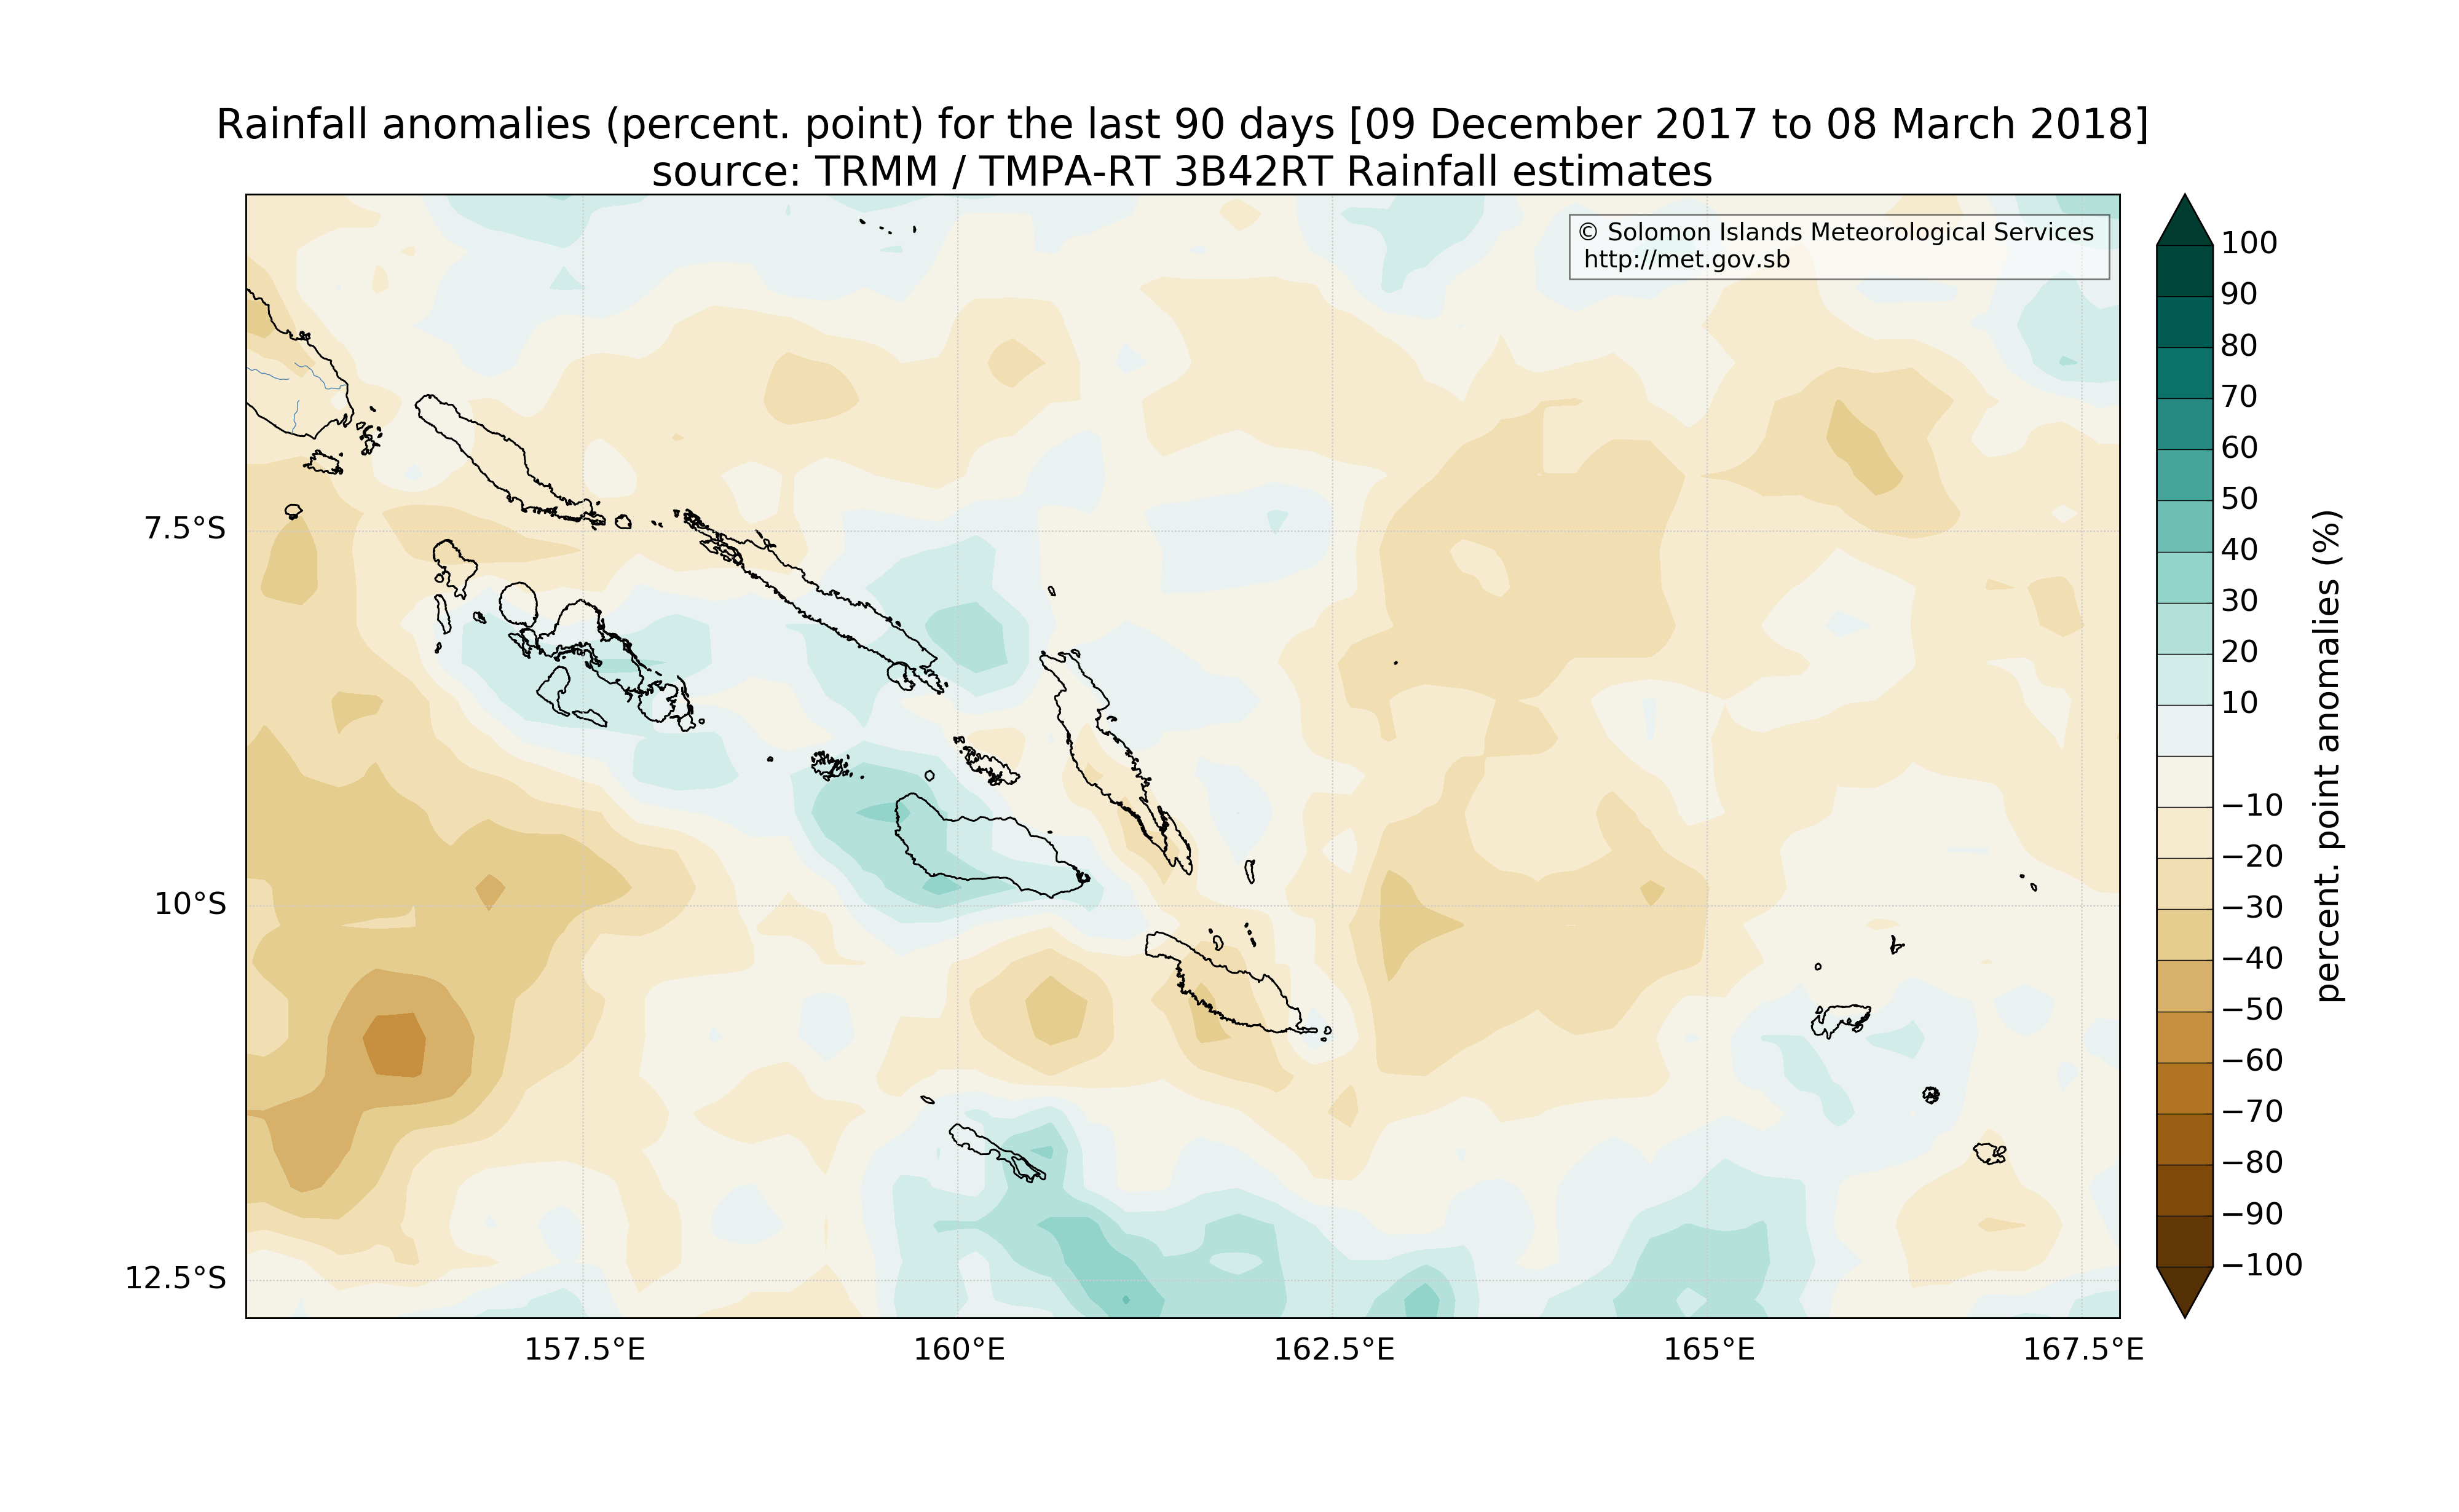 Rainfall anomalies (percent. point) for the last 90 days [09 December 2017 to 08 March 2018]
source: TRMM / TMPA-RT 3B42RT Rainfall estimates
© Solomon Islands Meteorological Services
http://met.gov.sb
7.5°S
10°S
12.5°S
157.5°E
160°E
162.5°E
165°E
167.5°E
100
90
80
70
60
50
40
30
20
10
−10
−20
−30
−40
−50
−60
−70
−80
−90
−100
percent. point anomalies (%)